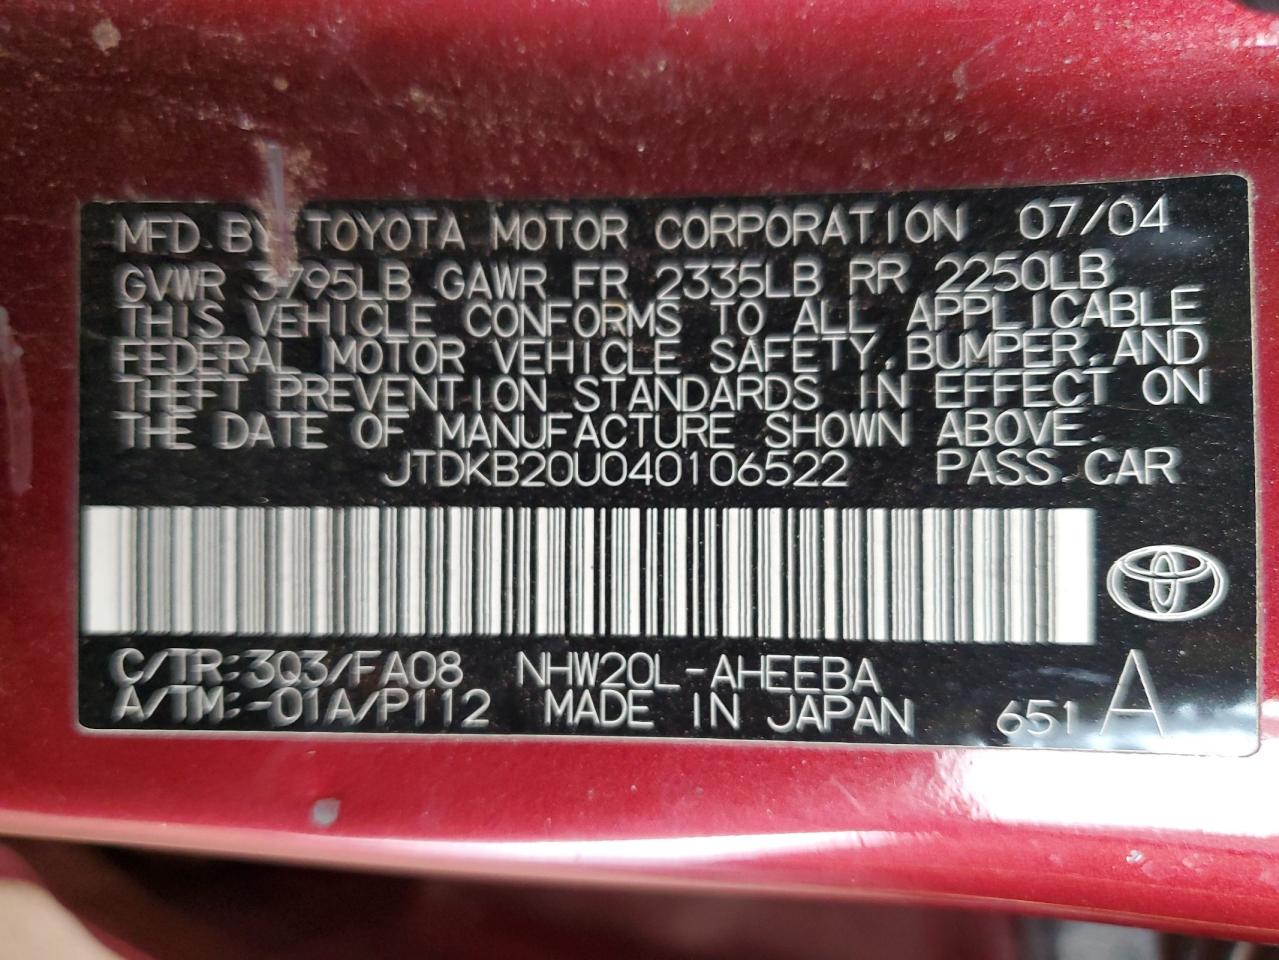 MFD BY TOYOTA MOTOR CORPORATION 07/04
GVWR 3795LB GAWR FR 2335LB RR 2250LB
THIS VEHICLE CONFORMS TO ALL APPLICABLE
FEDERAL MOTOR VEHICLE SAFETY, BUMPER, AND
THEFT PREVENTION STANDARDS IN EFFECT ON
THE DATE OF MANUFACTURE SHOWN ABOVE.
JTDKB20U040106522 PASS CAR
C/TR:3Q3/FA08 NHW20L-AHEEBA
A/TM:-01A/P112 MADE IN JAPAN 651 A